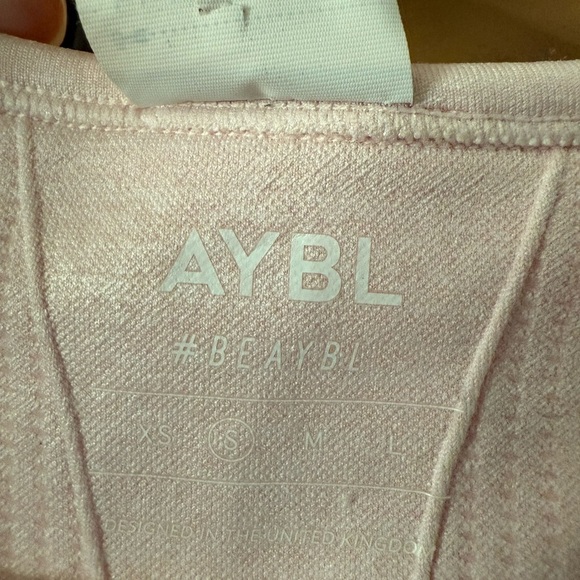 AYBL
#BEAYBL
XS S M L
DESIGNED IN THE UNITED KINGDOM